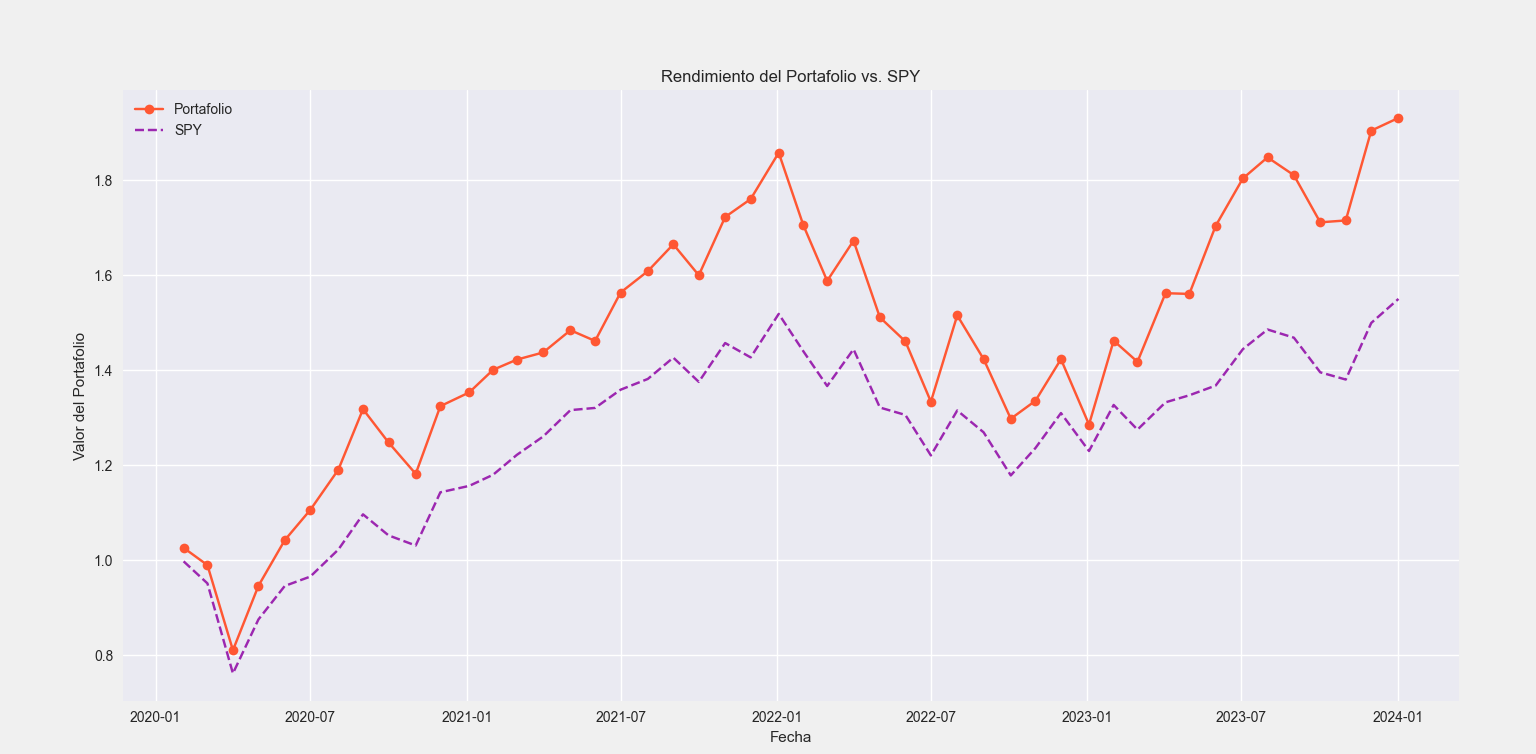 Rendimiento del Portafolio vs. SPY
Portafolio
SPY
Valor del Portafolio
1.8
1.6
1.4
1.2
1.0
0.8
2020-01 2020-07 2021-01 2021-07 2022-01 2022-07 2023-01 2023-07 2024-01
Fecha